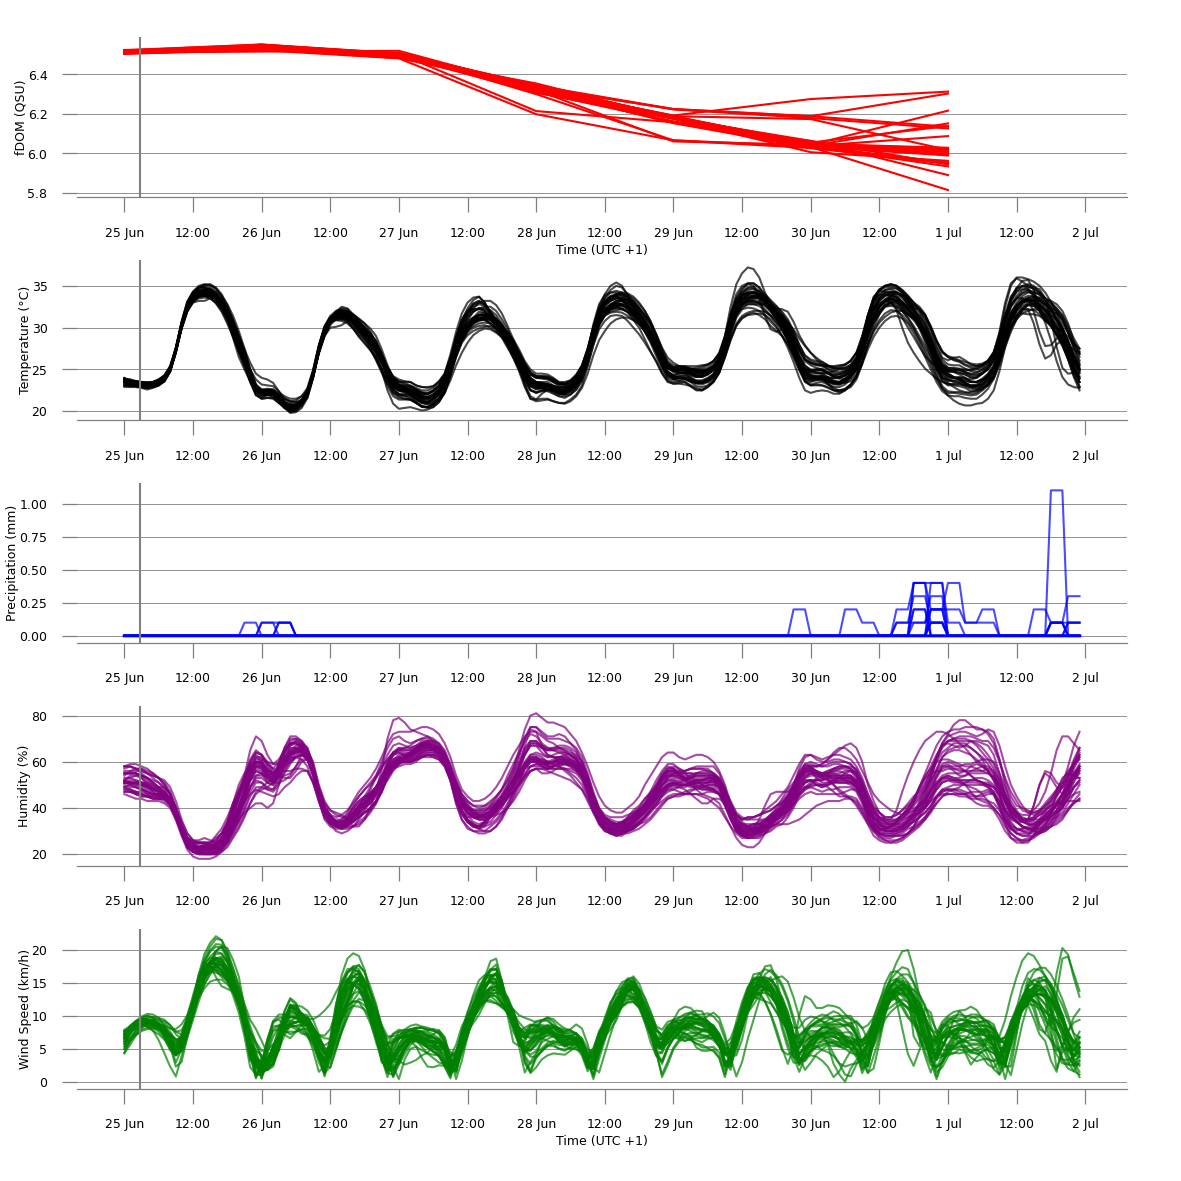 fDOM (QSU)
6.4
6.2
6.0
5.8
25 Jun 12:00 26 Jun 12:00 27 Jun 12:00 28 Jun 12:00 29 Jun 12:00 30 Jun 12:00 1 Jul 12:00 2 Jul
Time (UTC +1)
Temperature (°C)
35
30
25
20
25 Jun 12:00 26 Jun 12:00 27 Jun 12:00 28 Jun 12:00 29 Jun 12:00 30 Jun 12:00 1 Jul 12:00 2 Jul
Precipitation (mm)
1.00
0.75
0.50
0.25
0.00
25 Jun 12:00 26 Jun 12:00 27 Jun 12:00 28 Jun 12:00 29 Jun 12:00 30 Jun 12:00 1 Jul 12:00 2 Jul
Humidity (%)
80
60
40
20
25 Jun 12:00 26 Jun 12:00 27 Jun 12:00 28 Jun 12:00 29 Jun 12:00 30 Jun 12:00 1 Jul 12:00 2 Jul
Wind Speed (km/h)
20
15
10
5
0
25 Jun 12:00 26 Jun 12:00 27 Jun 12:00 28 Jun 12:00 29 Jun 12:00 30 Jun 12:00 1 Jul 12:00 2 Jul
Time (UTC +1)